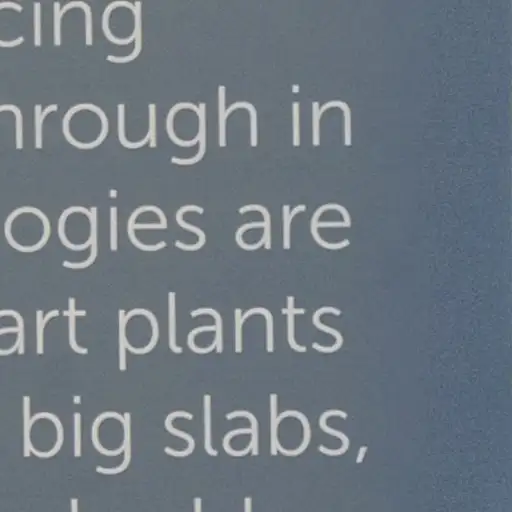 cing
hrough in
ogies are
art plants
big slabs,